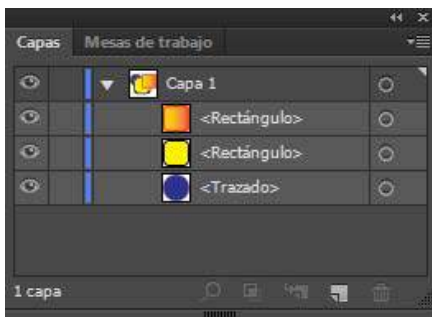 Capas Mesas de trabajo
Capa 1
<Rectángulo>
<Rectángulo>
<Trazado>
1 capa